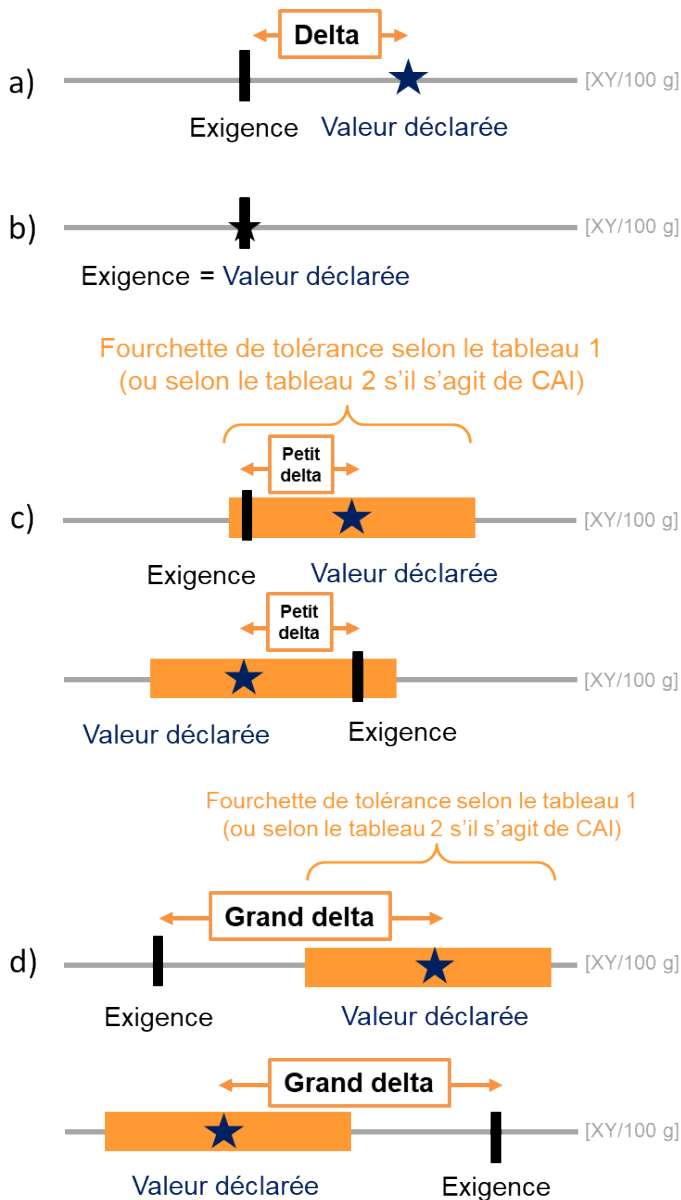 Delta
a)
[XY/100 g]
Exigence
Valeur déclarée
b)
[XY/100 g]
Exigence = Valeur déclarée
Fourchette de tolérance selon le tableau 1
(ou selon le tableau 2 s’il s’agit de CAI)
Petit
delta
c)
[XY/100 g]
Exigence
Valeur déclarée
Petit
delta
[XY/100 g]
Valeur déclarée
Exigence
Fourchette de tolérance selon le tableau 1
(ou selon le tableau 2 s’il s’agit de CAI)
Grand delta
d)
[XY/100 g]
Exigence
Valeur déclarée
Grand delta
[XY/100 g]
Valeur déclarée
Exigence